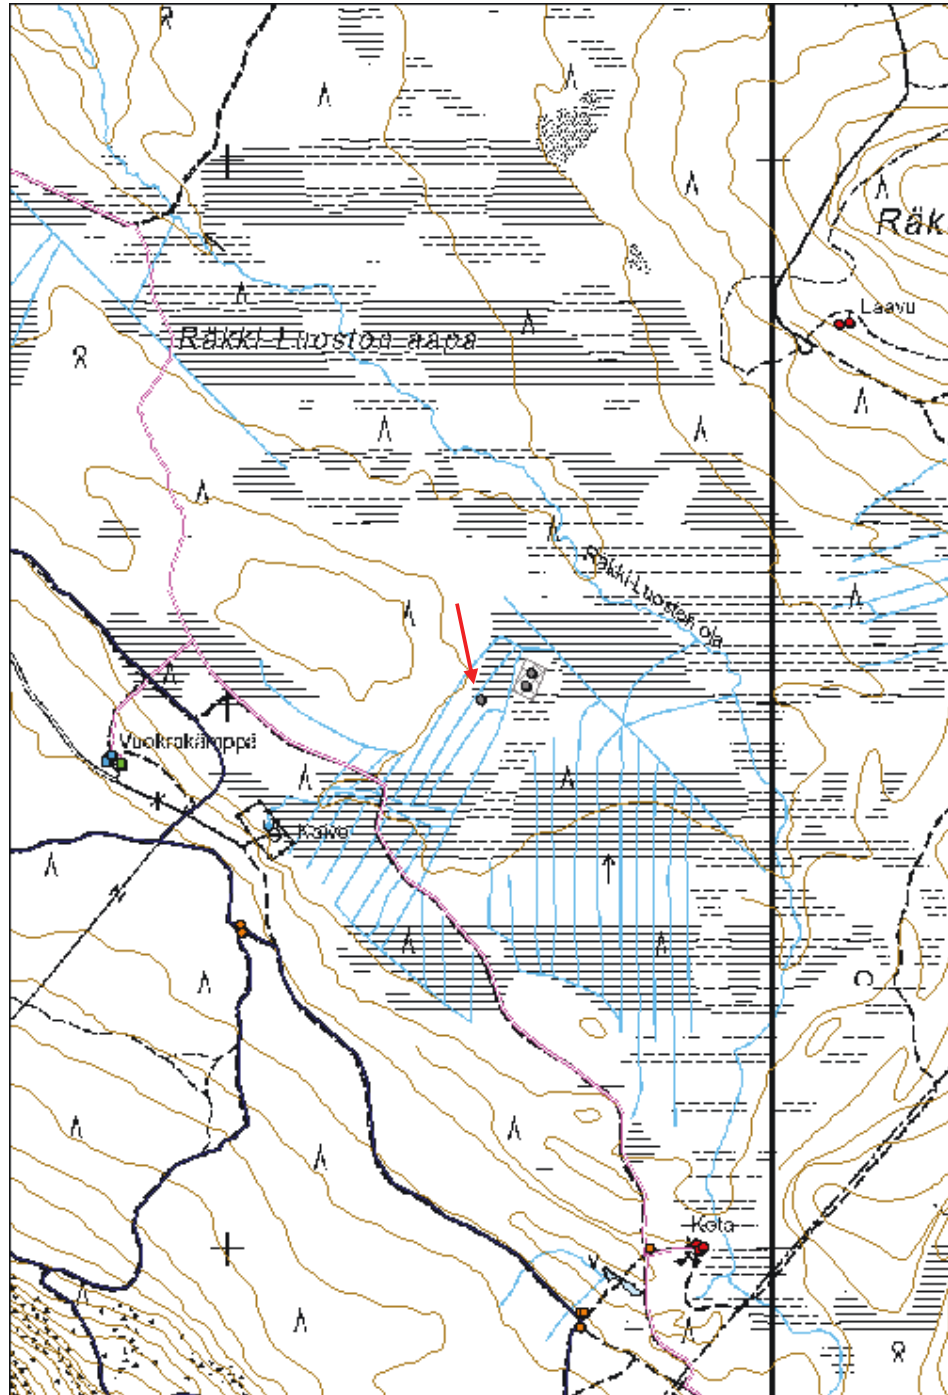 Räk
Laavu
Räkki-Luoston aapa
Räkki-Luoston oja
Vuokrakämppä
Kaivo
Kota